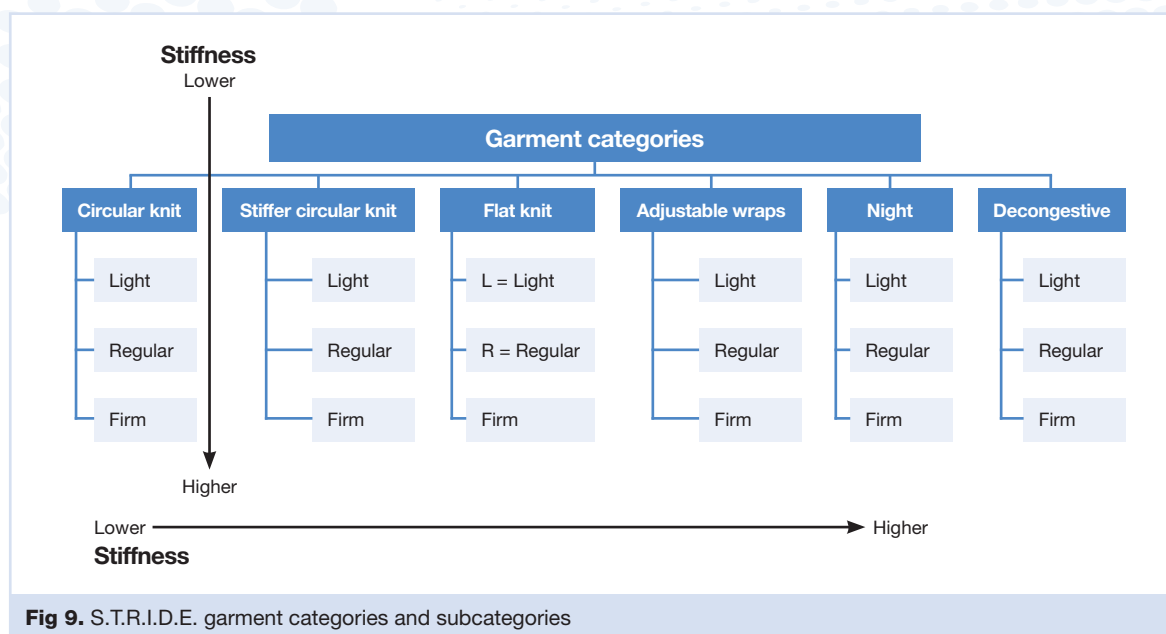 Stiffness
Lower
Garment categories
Circular knit
Stiffer circular knit
Flat knit
Adjustable wraps
Night
Decongestive
Light
Light
L = Light
Light
Light
Light
Regular
Regular
R = Regular
Regular
Regular
Regular
Firm
Firm
Firm
Firm
Firm
Firm
Higher
Lower
Higher
Stiffness
Fig 9. S.T.R.I.D.E. garment categories and subcategories